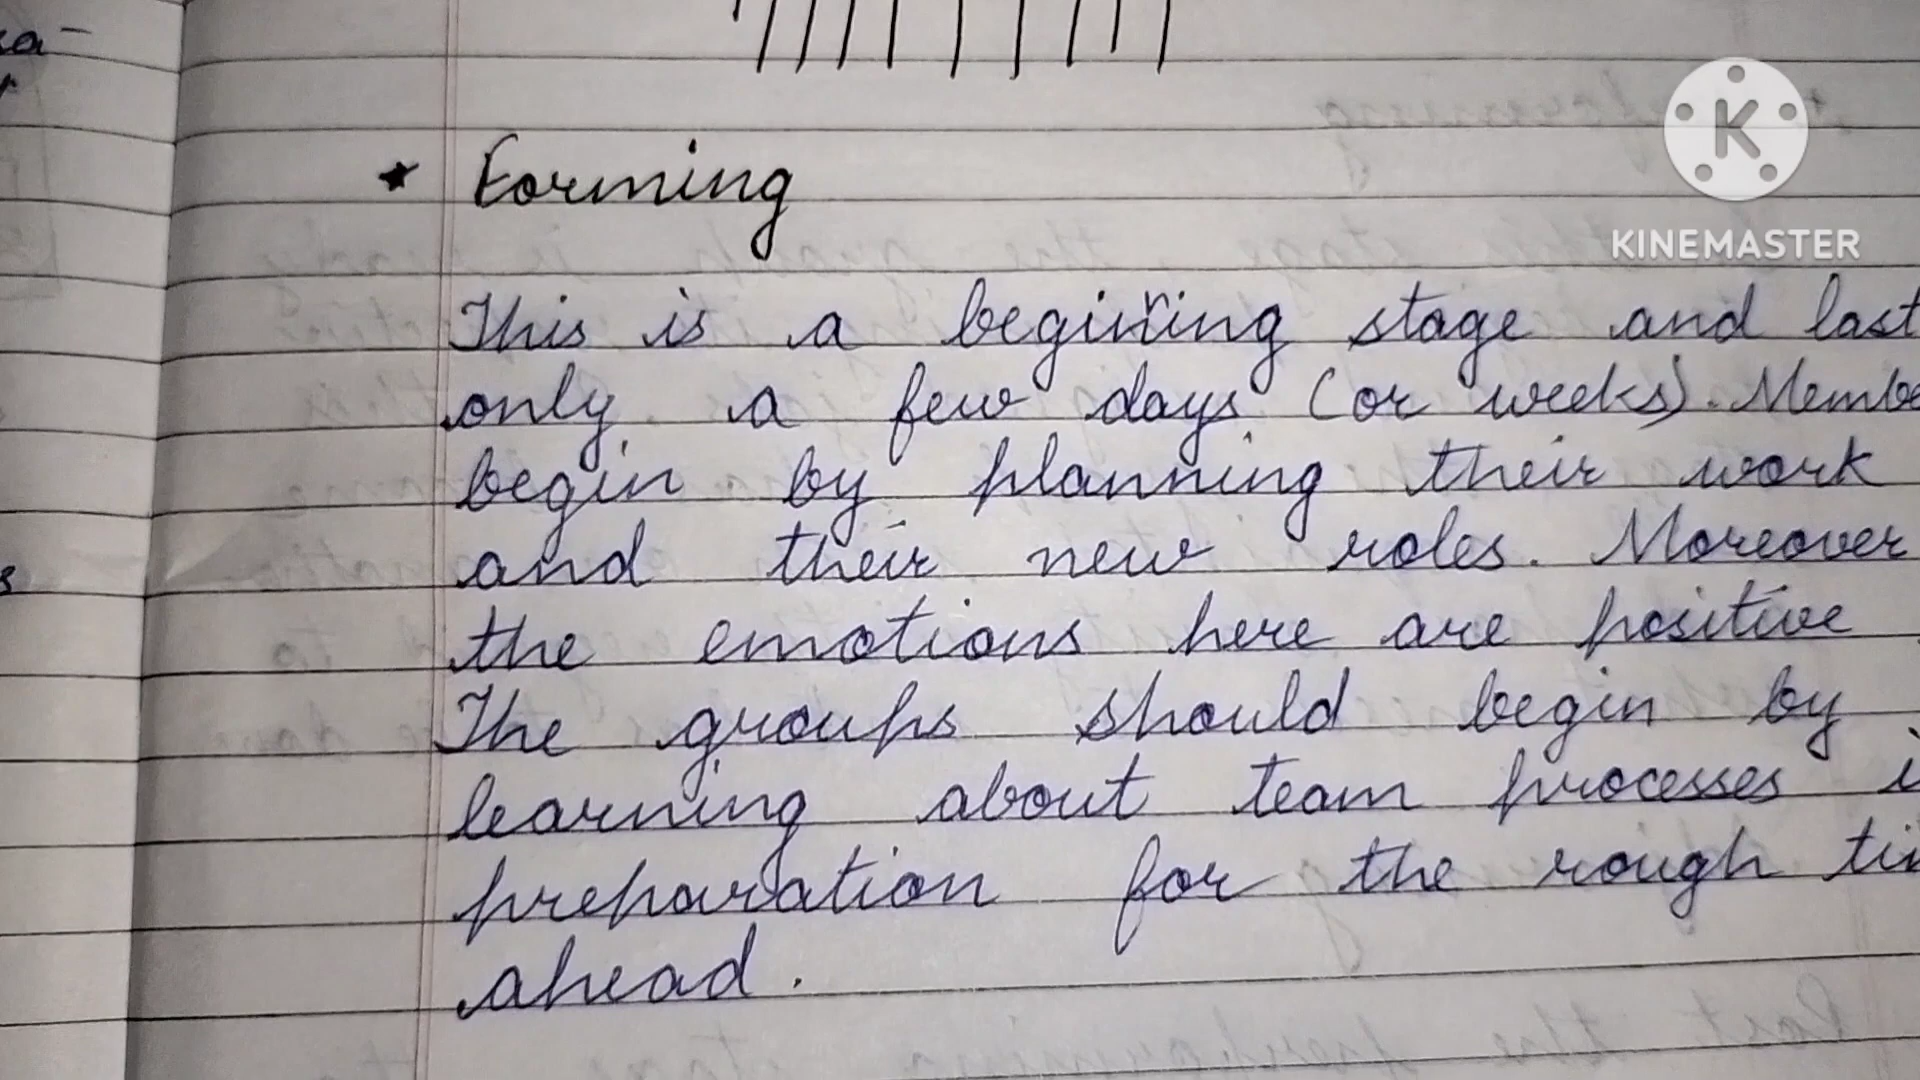 * Forming
KINEMASTER
This is a beginning stage and last
only a few days (or weeks). Membe
begin by planning their work
and their new roles. Moreover
the emotions here are positive.
The groups should begin by
learning about team processes i
preparation for the rough ti
ahead.